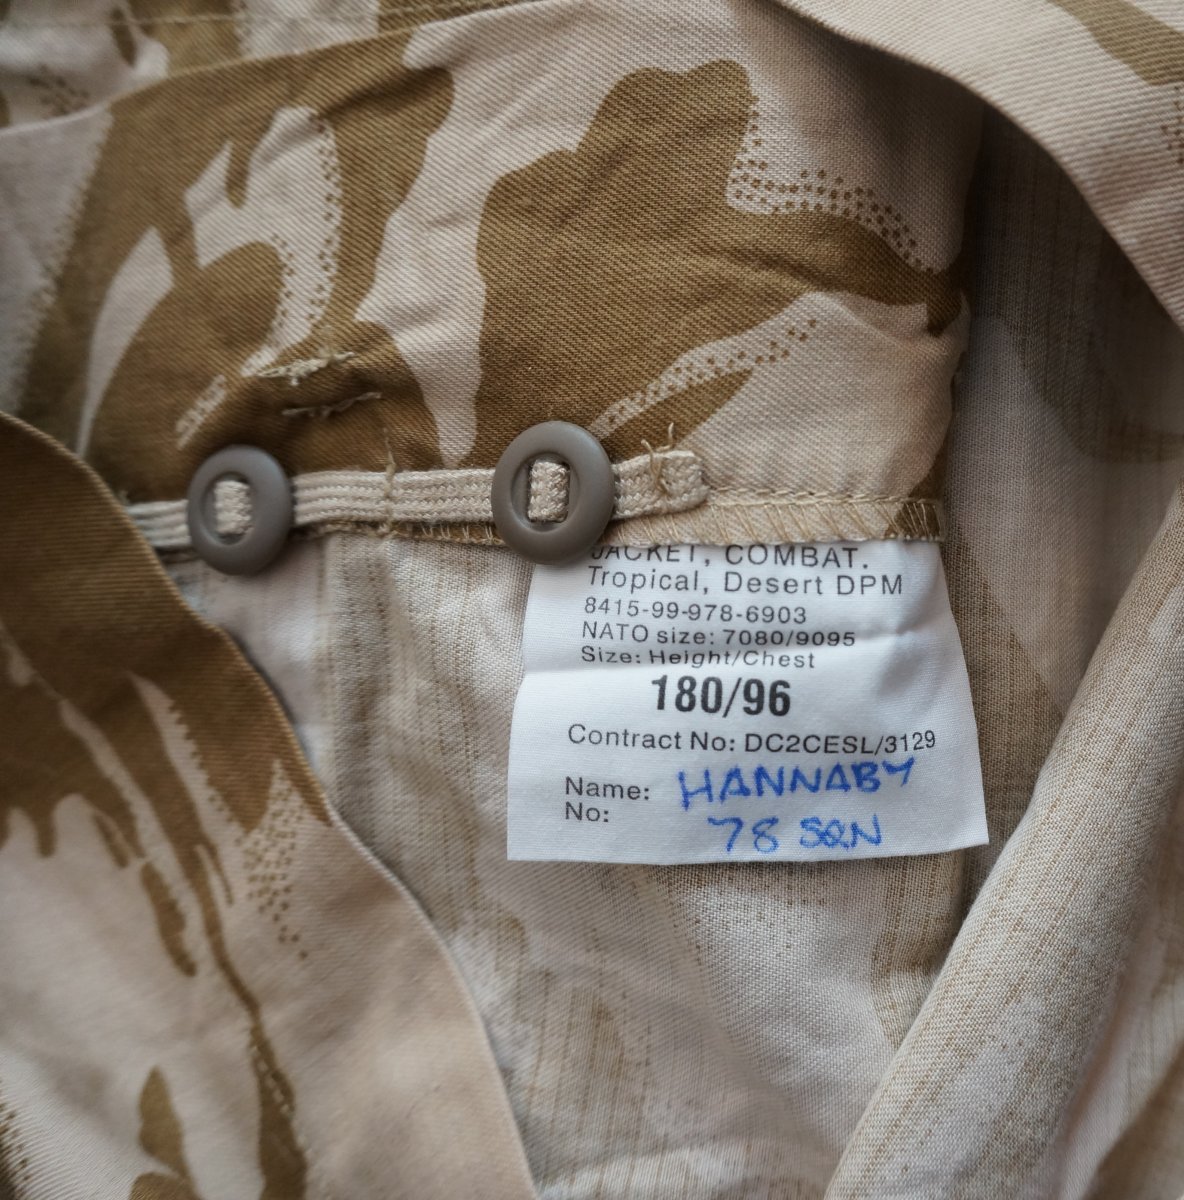 JACKET, COMBAT.
Tropical, Desert DPM
8415-99-978-6903
NATO size: 7080/9095
Size: Height/Chest
180/96
Contract No: DC2CESL/3129
Name: HANNABY
No: 78 SQN